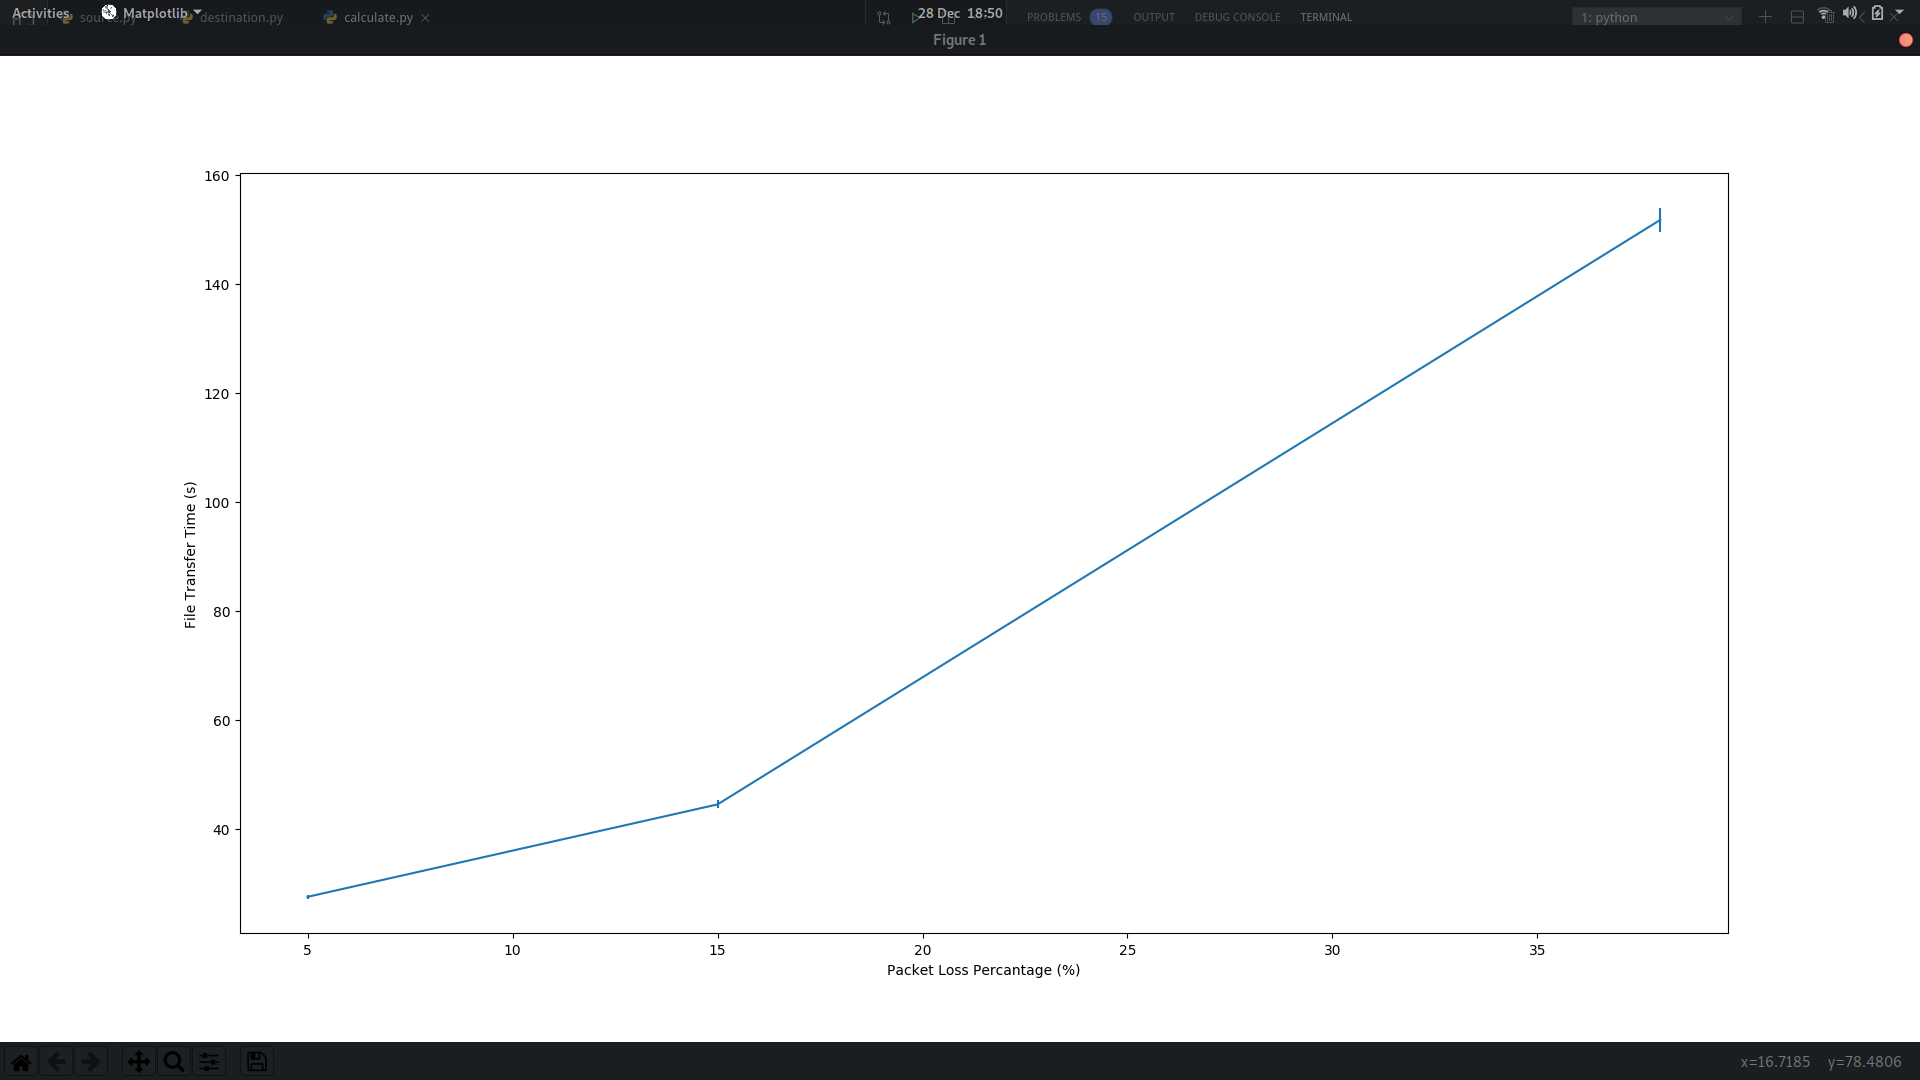 Activities Matplotlib 28 Dec 18:50
source.py destination.py calculate.py PROBLEMS 15 OUTPUT DEBUG CONSOLE TERMINAL 1: python
Figure 1
160
140
120
100
80
60
40
File Transfer Time (s)
5 10 15 20 25 30 35
Packet Loss Percantage (%)
x=16.7185 y=78.4806